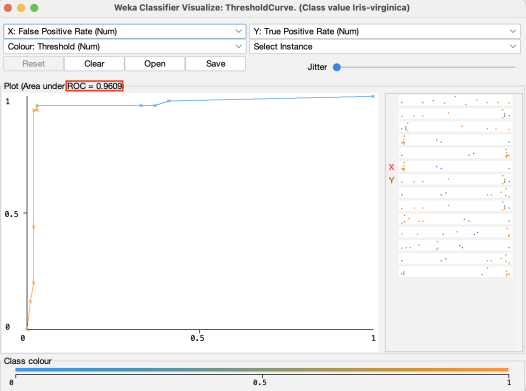 Weka Classifier Visualize: ThresholdCurve. (Class value Iris-virginica)
X: False Positive Rate (Num)
Y: True Positive Rate (Num)
Colour: Threshold (Num)
Select Instance
Reset
Clear
Open
Save
Jitter
Plot (Area under ROC = 0.9609)
1
0.5
0
0
0.5
1
X
Y
Class colour
0
0.5
1